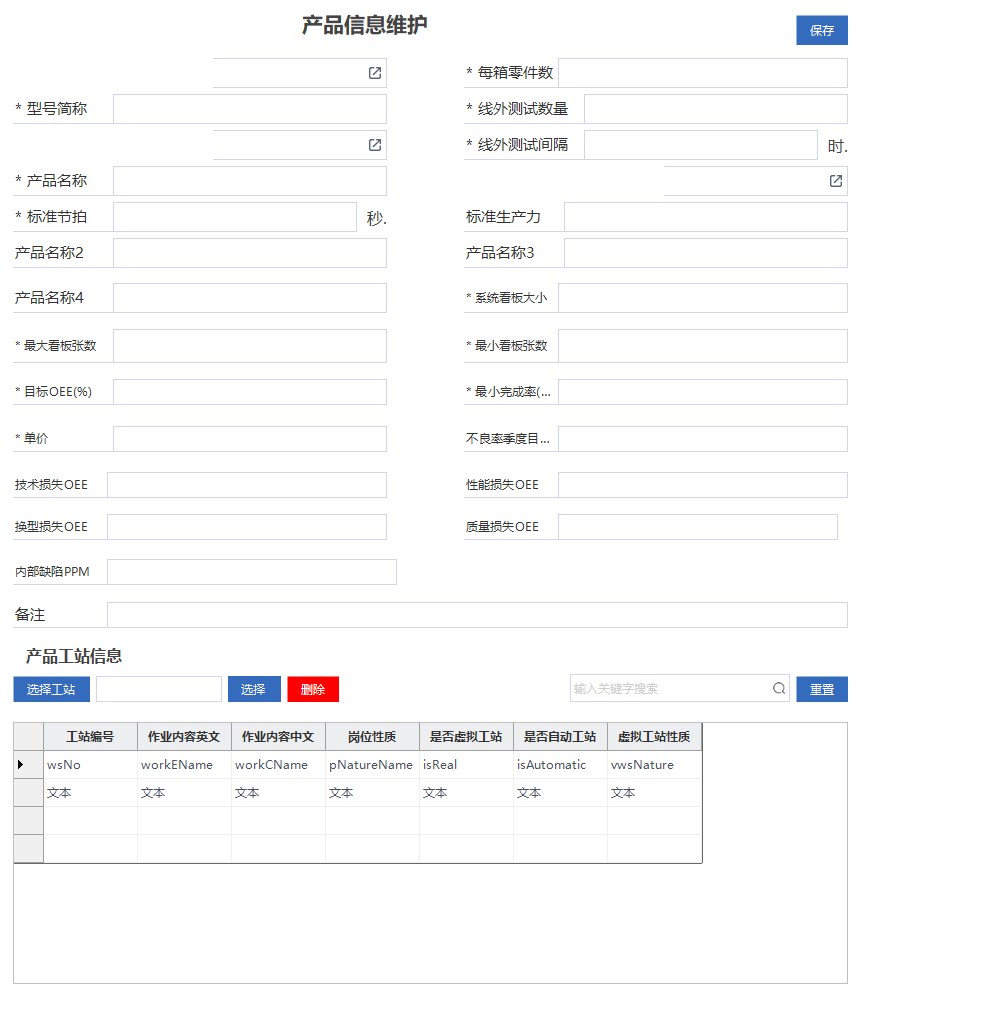 产品信息维护
保存
* 每箱零件数
* 型号简称
* 线外测试数量
* 线外测试间隔 时.
* 产品名称
* 标准节拍 秒.
标准生产力
产品名称2
产品名称3
产品名称4
* 系统看板大小
* 最大看板张数
* 最小看板张数
* 目标OEE(%)
* 最小完成率(...
* 单价
不良率季度目...
技术损失OEE
性能损失OEE
换型损失OEE
质量损失OEE
内部缺陷PPM
备注
产品工站信息
选择工站 选择 删除 输入关键字搜索 重置
工站编号 作业内容英文 作业内容中文 岗位性质 是否虚拟工站 是否自动工站 虚拟工站性质
wsNo workEName workCName pNatureName isReal isAutomatic vwsNature
文本 文本 文本 文本 文本 文本 文本